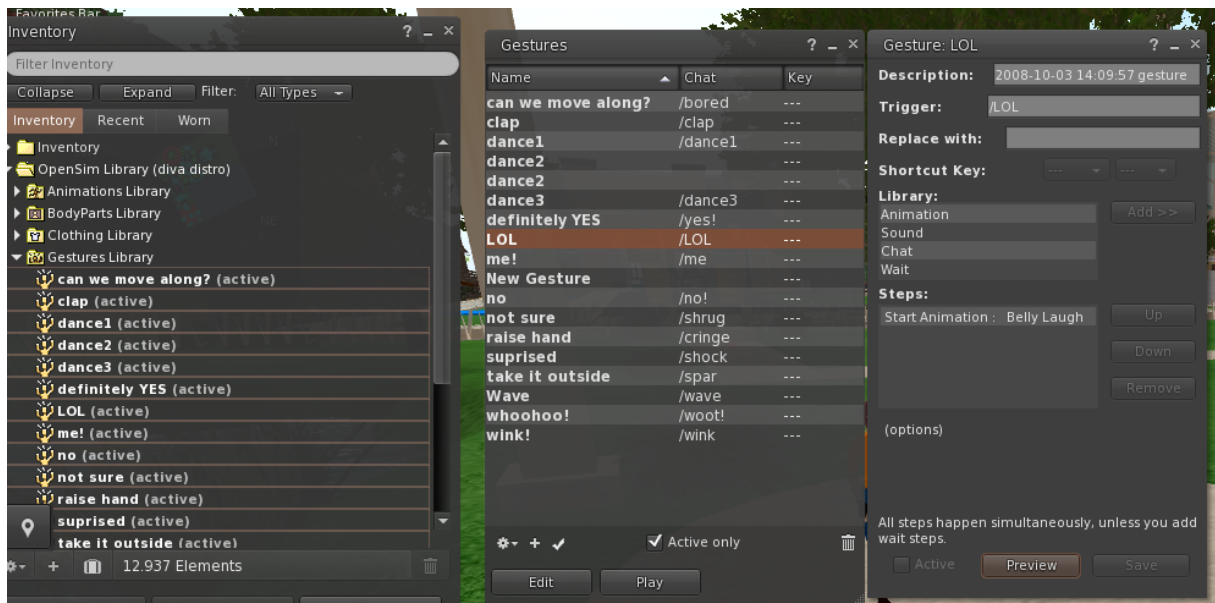 Favorites Bar
Inventory
Filter Inventory
Collapse Expand Filter: All Types
Inventory Recent Worn
Inventory
OpenSim Library (diva distro)
Animations Library
BodyParts Library
Clothing Library
Gestures Library
can we move along? (active)
clap (active)
dance1 (active)
dance2 (active)
dance3 (active)
definitely YES (active)
LOL (active)
me! (active)
no (active)
not sure (active)
raise hand (active)
suprised (active)
take it outside (active)
12.937 Elements
Gestures
Name Chat Key
can we move along? /bored ---
clap /clap ---
dance1 /dance1 ---
dance2 ---
dance2 ---
dance3 /dance3 ---
definitely YES /yes! ---
LOL /LOL ---
me! /me ---
New Gesture ---
no /no! ---
not sure /shrug ---
raise hand /cringe ---
suprised /shock ---
take it outside /spar ---
Wave /wave ---
whoohoo! /woot! ---
wink! /wink ---
Active only
Edit Play
Gesture: LOL
Description: 2008-10-03 14:09:57 gesture
Trigger: /LOL
Replace with:
Shortcut Key: --- ---
Library:
Animation
Sound
Chat
Wait
Add >>
Steps:
Start Animation : Belly Laugh
Up
Down
Remove
(options)
All steps happen simultaneously, unless you add
wait steps.
Active Preview Save